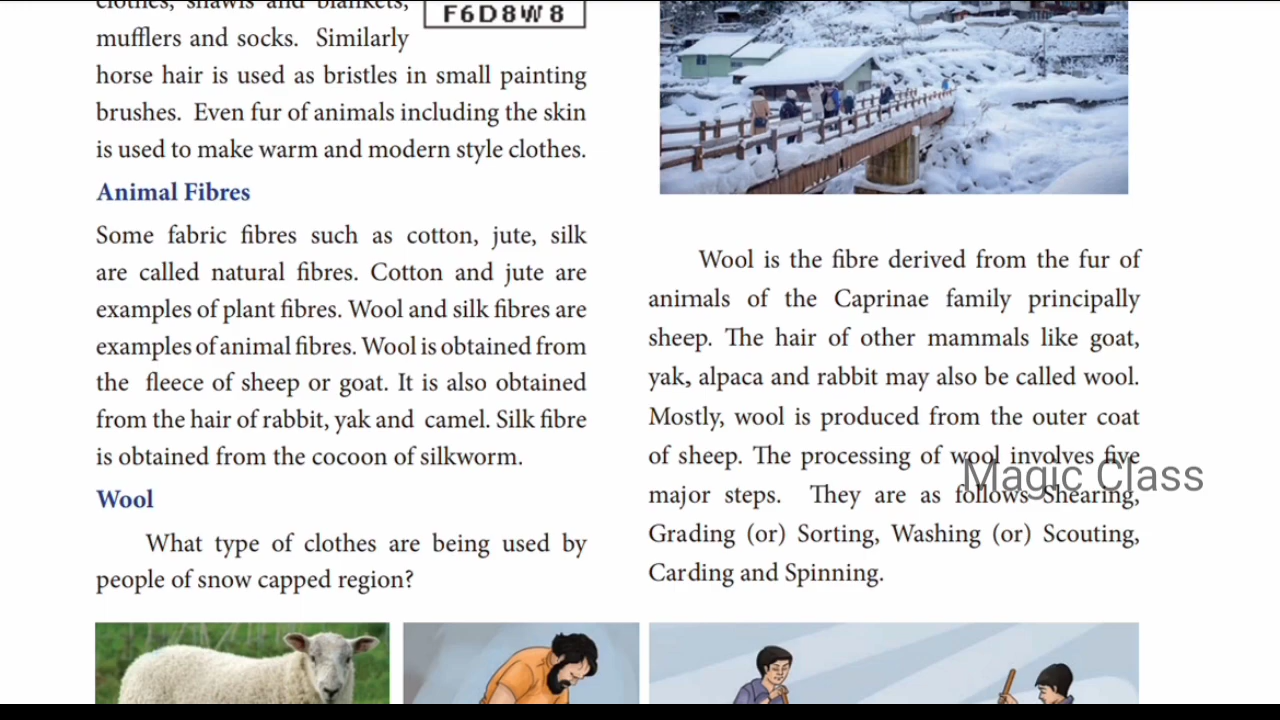 clothes, shawls and blankets,
mufflers and socks. Similarly
horse hair is used as bristles in small painting
brushes. Even fur of animals including the skin
is used to make warm and modern style clothes.
Animal Fibres
Some fabric fibres such as cotton, jute, silk
are called natural fibres. Cotton and jute are
examples of plant fibres. Wool and silk fibres are
examples of animal fibres. Wool is obtained from
the fleece of sheep or goat. It is also obtained
from the hair of rabbit, yak and camel. Silk fibre
is obtained from the cocoon of silkworm.
Wool
What type of clothes are being used by
people of snow capped region?
F6D8W8
Wool is the fibre derived from the fur of
animals of the Caprinae family principally
sheep. The hair of other mammals like goat,
yak, alpaca and rabbit may also be called wool.
Mostly, wool is produced from the outer coat
of sheep. The processing of wool involves five
major steps. They are as follows Shearing,
Grading (or) Sorting, Washing (or) Scouting,
Carding and Spinning.
Magic Class